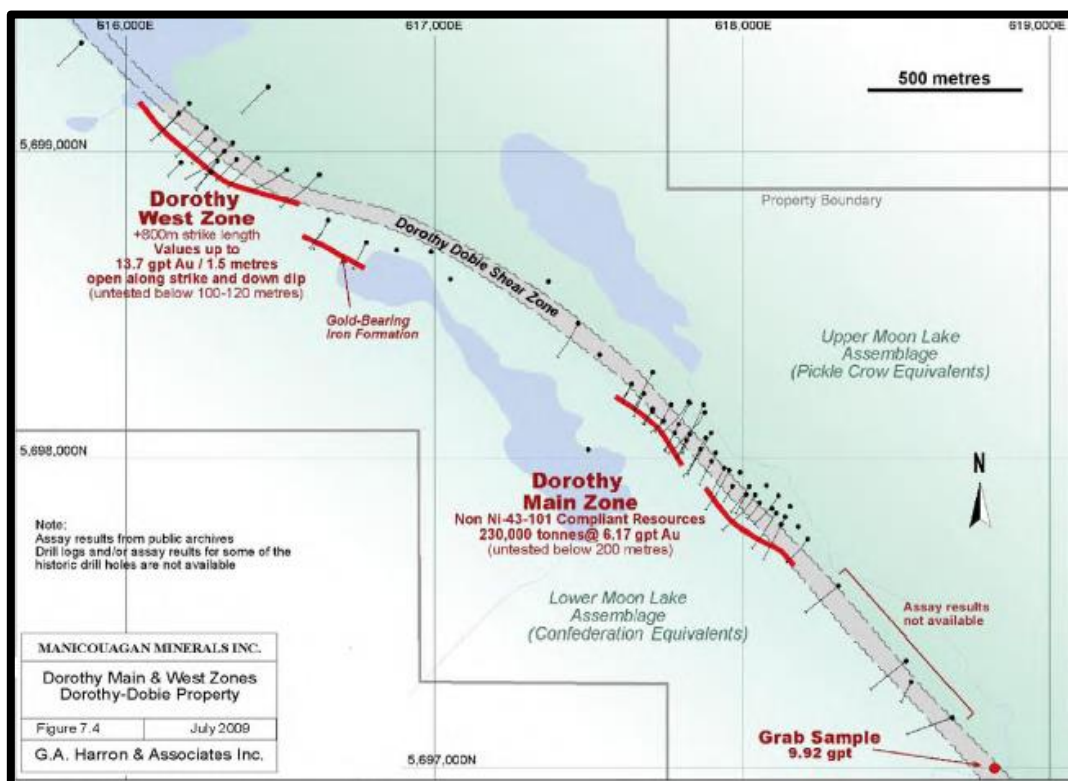 616,000E
617,000E
618,000E
619,000E
500 metres
5,699,000N
Property Boundary
Dorothy
West Zone
+800m strike length
Values up to
13.7 gpt Au / 1.5 metres
open along strike and down dip
(untested below 100-120 metres)
Dorothy Dobie Shear Zone
Gold-Bearing
Iron Formation
Upper Moon Lake
Assemblage
(Pickle Crow Equivalents)
5,698,000N
N
Dorothy
Main Zone
Non Ni-43-101 Compliant Resources
230,000 tonnes@ 6.17 gpt Au
(untested below 200 metres)
Note:
Assay results from public archives
Drill logs and/or assay reults for some of the
historic drill holes are not available
Lower Moon Lake
Assemblage
(Confederation Equivalents)
Assay results
not available
MANICOUAGAN MINERALS INC.
Dorothy Main & West Zones
Dorothy-Dobie Property
Figure 7.4
July 2009
G.A. Harron & Associates Inc.
Grab Sample
9.92 gpt
5,697,000N